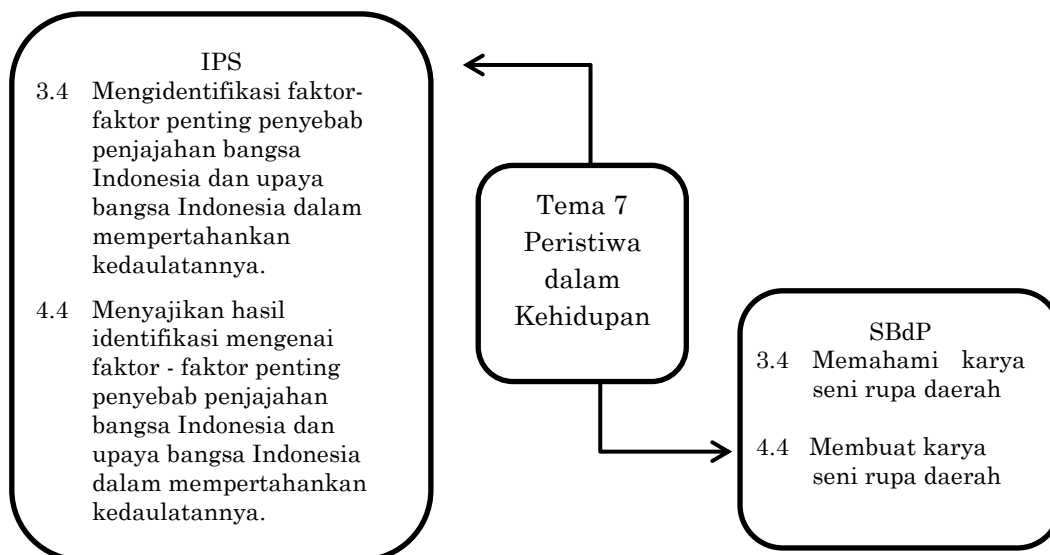 IPS
3.4 Mengidentifikasi faktor-
faktor penting penyebab
penjajahan bangsa
Indonesia dan upaya
bangsa Indonesia dalam
mempertahankan
kedaulatannya.
4.4 Menyajikan hasil
identifikasi mengenai
faktor - faktor penting
penyebab penjajahan
bangsa Indonesia dan
upaya bangsa Indonesia
dalam mempertahankan
kedaulatannya.
Tema 7
Peristiwa
dalam
Kehidupan
SBdP
3.4 Memahami karya
seni rupa daerah
4.4 Membuat karya
seni rupa daerah